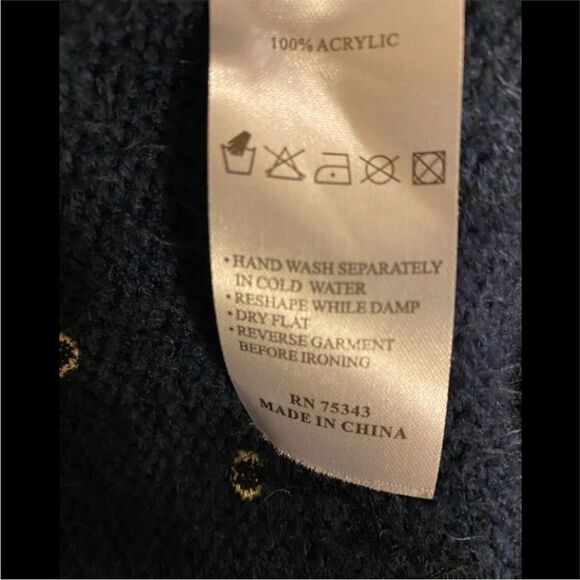 100% ACRYLIC
• HAND WASH SEPARATELY
IN COLD WATER
• RESHAPE WHILE DAMP
• DRY FLAT
• REVERSE GARMENT
BEFORE IRONING
RN 75343
MADE IN CHINA